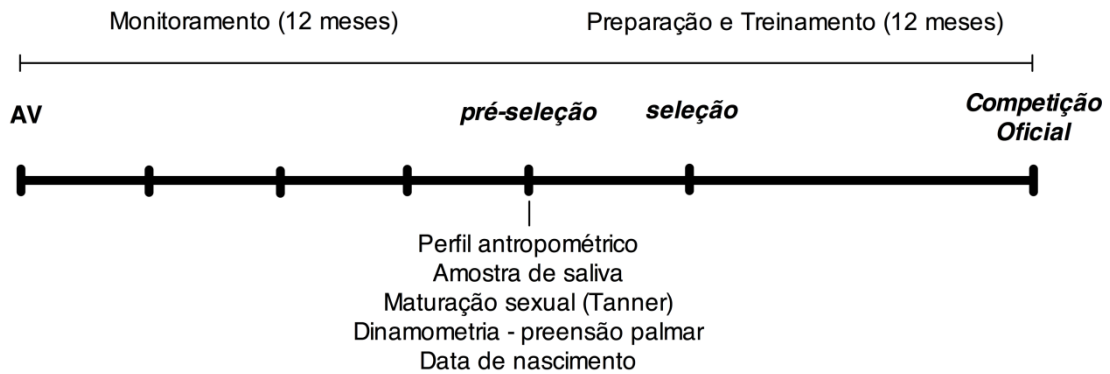 Monitoramento (12 meses)
Preparação e Treinamento (12 meses)
AV
pré-seleção
seleção
Competição
Oficial
Perfil antropométrico
Amostra de saliva
Maturação sexual (Tanner)
Dinamometria - preensão palmar
Data de nascimento